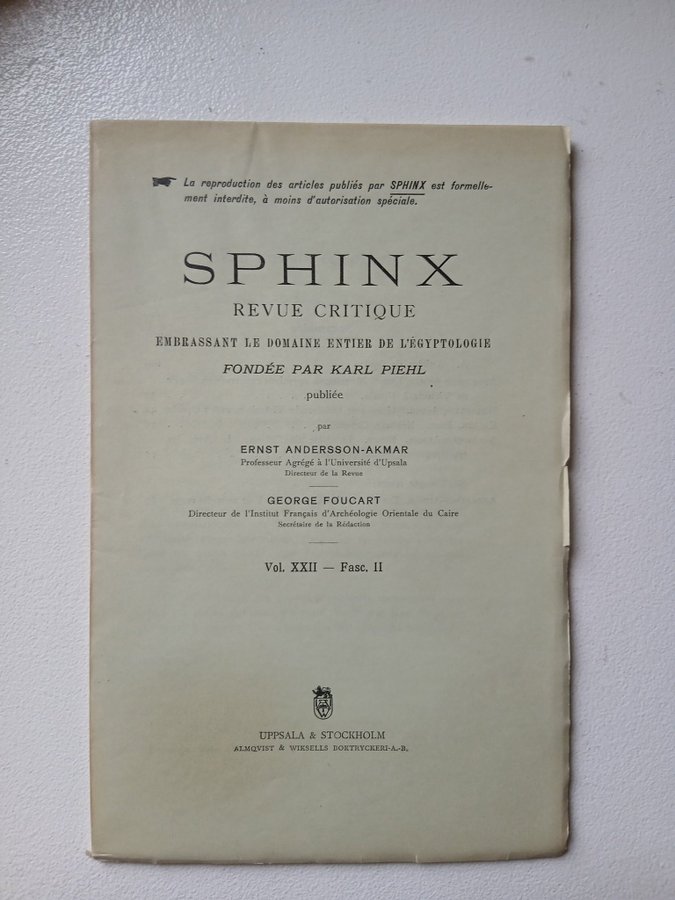 La reproduction des articles publiés par SPHINX est formelle-
ment interdite, à moins d'autorisation spéciale.
SPHINX
REVUE CRITIQUE
EMBRASSANT LE DOMAINE ENTIER DE L'ÉGYPTOLOGIE
FONDÉE PAR KARL PIEHL
publiée
par
ERNST ANDERSSON-AKMAR
Professeur Agrégé à l'Université d'Upsala
Directeur de la Revue
GEORGE FOUCART
Directeur de l'Institut Français d'Archéologie Orientale du Caire
Secrétaire de la Rédaction
Vol. XXII — Fasc. II
UPPSALA & STOCKHOLM
ALMQVIST & WIKSELLS BOKTRYCKERI-A.-B.